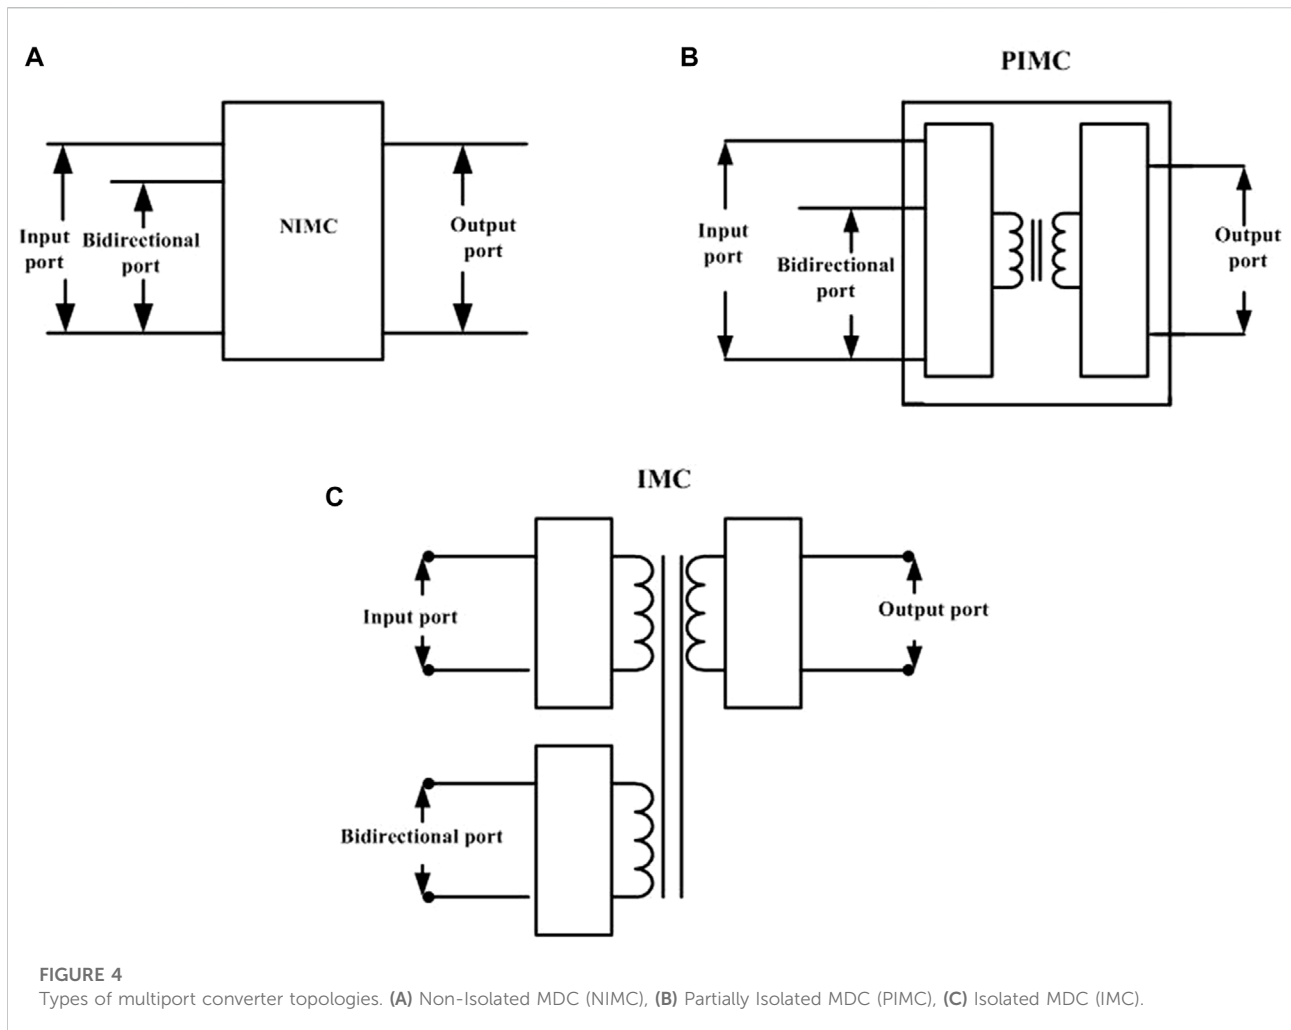 A
Input
port
Bidirectional
port
NIMC
Output
port
B
PIMC
Input
port
Bidirectional
port
Output
port
C
IMC
Input port
Output port
Bidirectional port
FIGURE 4
Types of multiport converter topologies. (A) Non-Isolated MDC (NIMC), (B) Partially Isolated MDC (PIMC), (C) Isolated MDC (IMC).